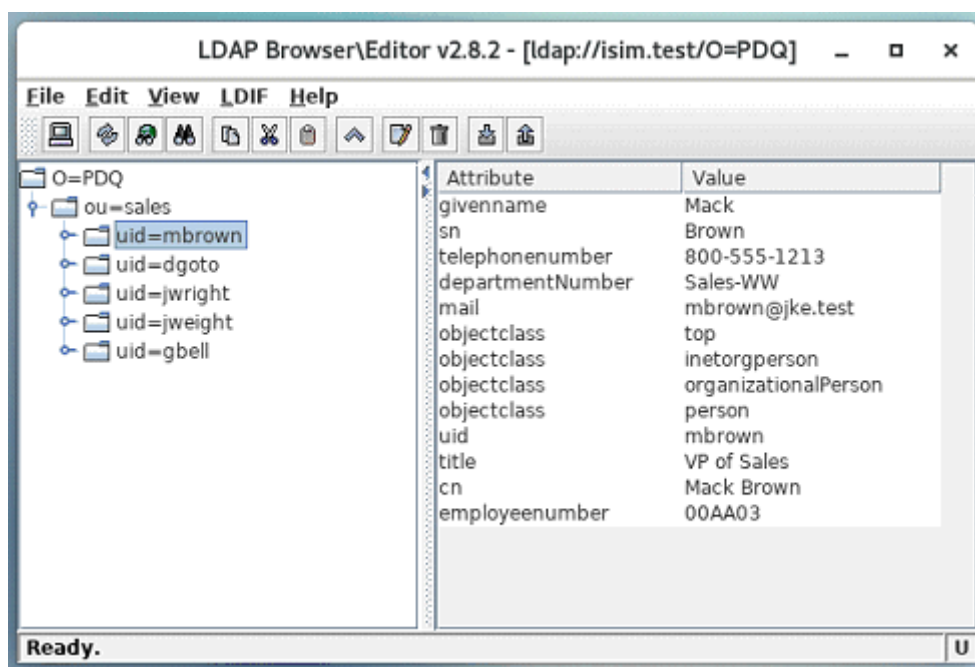 LDAP Browser\Editor v2.8.2 - [ldap://isim.test/O=PDQ]
File Edit View LDIF Help
O=PDQ
ou=sales
uid=mbrown
uid=dgoto
uid=jwright
uid=jweight
uid=gbell
Attribute Value
givenname Mack
sn Brown
telephonenumber 800-555-1213
departmentNumber Sales-WW
mail mbrown@jke.test
objectclass top
objectclass inetorgperson
objectclass organizationalPerson
objectclass person
uid mbrown
title VP of Sales
cn Mack Brown
employeenumber 00AA03
Ready. U